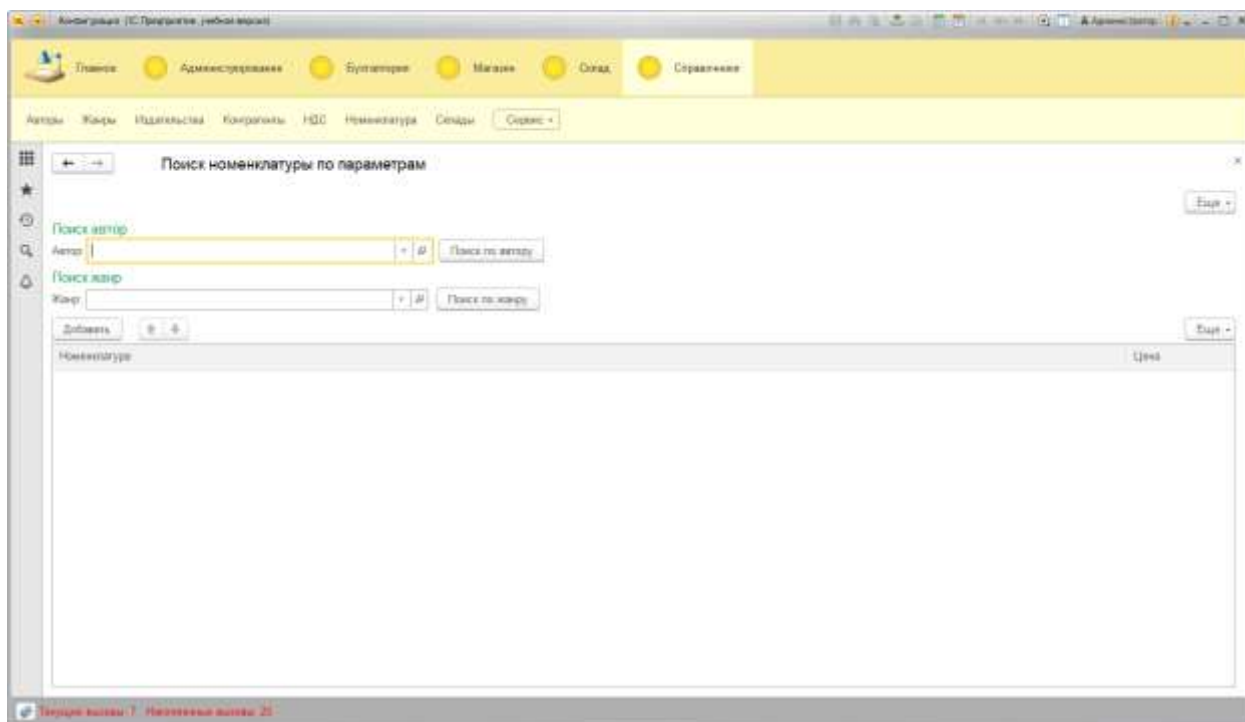 Конфигурация (1С:Предприятие, учебная версия)
Администратор
Главное Администрирование Бухгалтерия Магазин Склад Справочники
Авторы Жанры Издательства Контрагенты НДС Номенклатура Склады Сервис
Поиск номенклатуры по параметрам
Еще
Поиск автор
Автор: Поиск по автору
Поиск жанр
Жанр: Поиск по жанру
Добавить Еще
Номенклатура Цена
Текущие вызовы: 7 Накопленные вызовы: 25